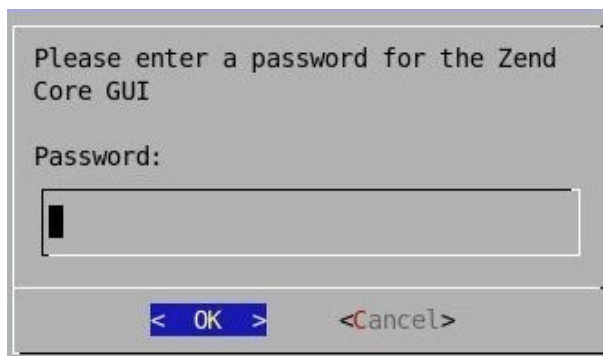 Please enter a password for the Zend
Core GUI
Password:
< OK > <Cancel>